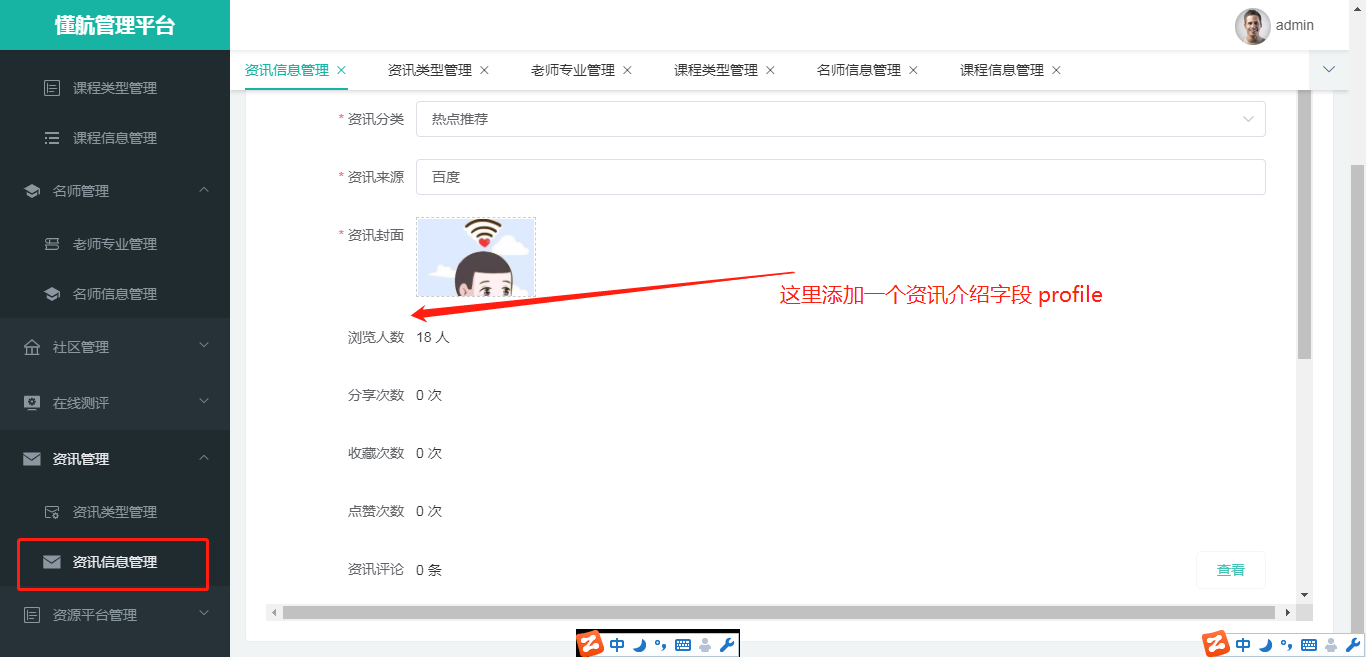 懂航管理平台
admin
课程类型管理
课程信息管理
名师管理
老师专业管理
名师信息管理
社区管理
在线测评
资讯管理
资讯类型管理
资讯信息管理
资源平台管理
资讯信息管理 资讯类型管理 老师专业管理 课程类型管理 名师信息管理 课程信息管理
* 资讯分类 热点推荐
* 资讯来源 百度
* 资讯封面
这里添加一个资讯介绍字段 profile
浏览人数 18 人
分享次数 0 次
收藏次数 0 次
点赞次数 0 次
资讯评论 0 条 查看
中
中